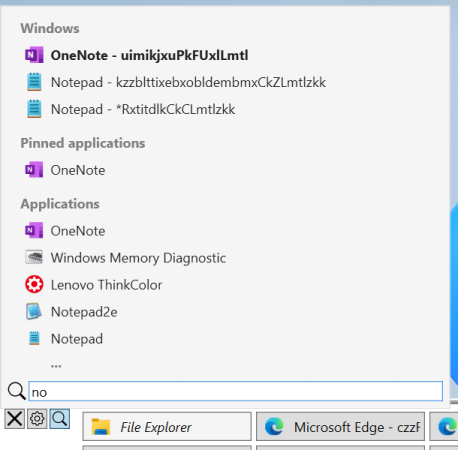 Windows
OneNote - uimikjxuPkFUxlLmtl
Notepad - kzzblttixebxobldembmxCkZLmtlzkk
Notepad - *RxtitdlkCkCLmtlzkk
Pinned applications
OneNote
Applications
OneNote
Windows Memory Diagnostic
Lenovo ThinkColor
Notepad2e
Notepad
...
no
File Explorer
Microsoft Edge - czzF